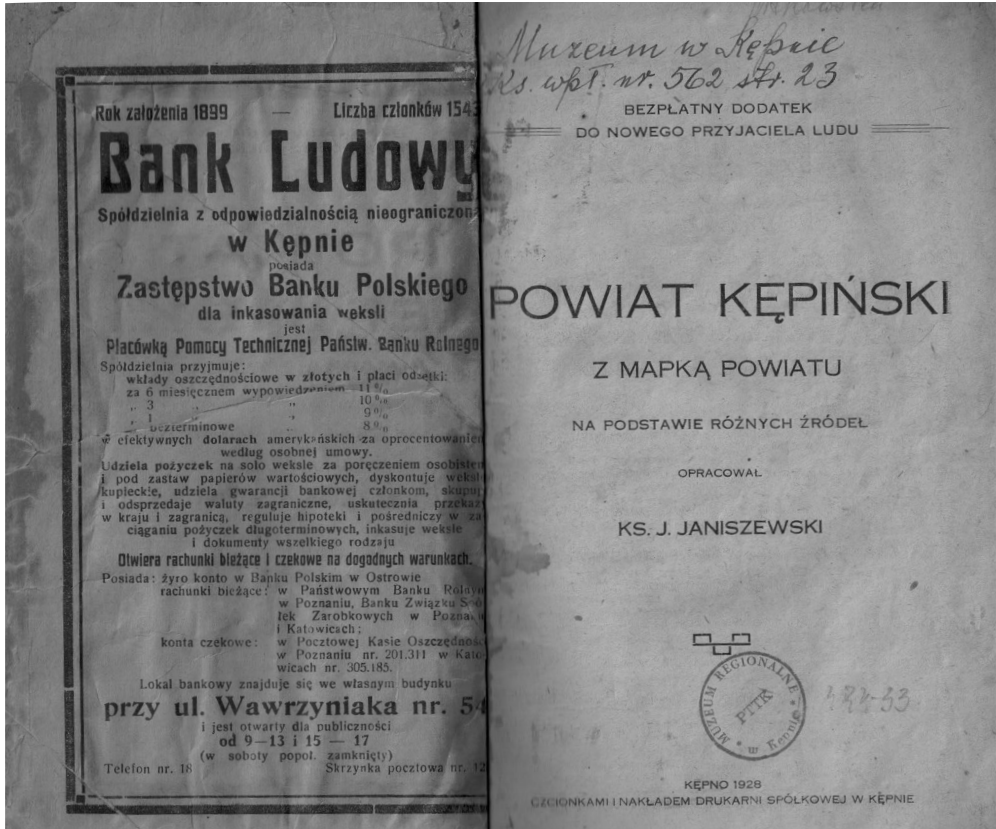 Rok założenia 1899 — Liczba członków 1543
Bank Ludowy
Spółdzielnia z odpowiedzialnością nieograniczoną
w Kępnie
posiada
Zastępstwo Banku Polskiego
dla inkasowania weksli
jest
Placówką Pomocy Technicznej Państw. Banku Rolnego
Spółdzielnia przyjmuje:
wkłady oszczędnościowe w złotych i płaci odsetki:
za 6 miesięcznem wypowiedzeniem 11%
„ 3 „ „ 10%
„ 1 „ „ 9%
„ bezterminowe 8%
w efektywnych dolarach amerykańskich za oprocentowaniem
według osobnej umowy.
Udziela pożyczek na solo weksle za poręczeniem osobistem
i pod zastaw papierów wartościowych, dyskontuje weksle
kupieckie, udziela gwarancji bankowej członkom, skupuje
i odsprzedaje waluty zagraniczne, uskutecznia przekazy
w kraju i zagranicą, reguluje hipoteki i pośredniczy w za-
ciąganiu pożyczek długoterminowych, inkasuje weksle
i dokumenty wszelkiego rodzaju
Otwiera rachunki bieżące i czekowe na dogodnych warunkach.
Posiada: żyro konto w Banku Polskim w Ostrowie
rachunki bieżące: w Państwowym Banku Rolnym
w Poznaniu, Banku Związku Spó-
łek Zarobkowych w Poznaniu
i Katowicach;
konta czekowe: w Pocztowej Kasie Oszczędności
w Poznaniu nr. 201.311 w Kato-
wicach nr. 305.185.
Lokal bankowy znajduje się we własnym budynku
przy ul. Wawrzyniaka nr. 54
i jest otwarty dla publiczności
od 9—13 i 15 — 17
(w soboty popoł. zamknięty)
Telefon nr. 18 Skrzynka pocztowa nr. 12
Muzeum w Kępnie
Ks. wpł. nr. 562 str. 23
BEZPŁATNY DODATEK
DO NOWEGO PRZYJACIELA LUDU
POWIAT KĘPIŃSKI
Z MAPKĄ POWIATU
NA PODSTAWIE RÓŻNYCH ŹRÓDEŁ
OPRACOWAŁ
KS. J. JANISZEWSKI
MUZEUM REGIONALNE
PTTK
w Kępnie
KĘPNO 1928
CZCIONKAMI I NAKŁADEM DRUKARNI SPÓŁKOWEJ W KĘPNIE